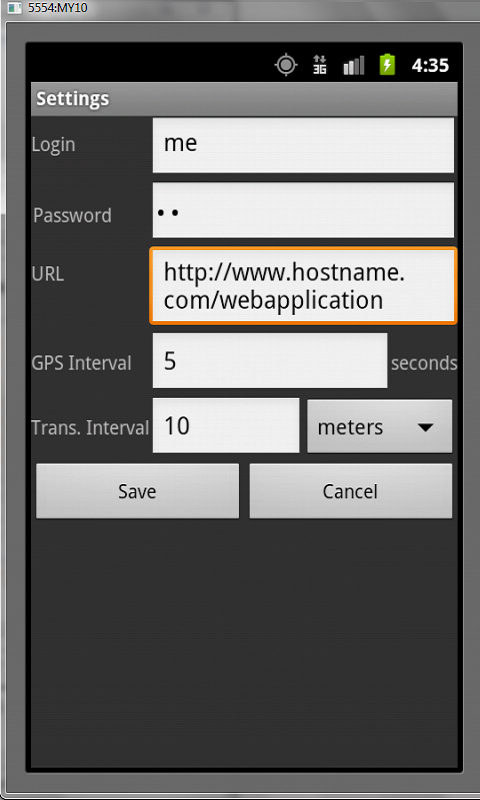 5554:MY10
3G 4:35
Settings
Login me
Password ••
URL http://www.hostname.
com/webapplication
GPS Interval 5 seconds
Trans. Interval 10 meters
Save Cancel